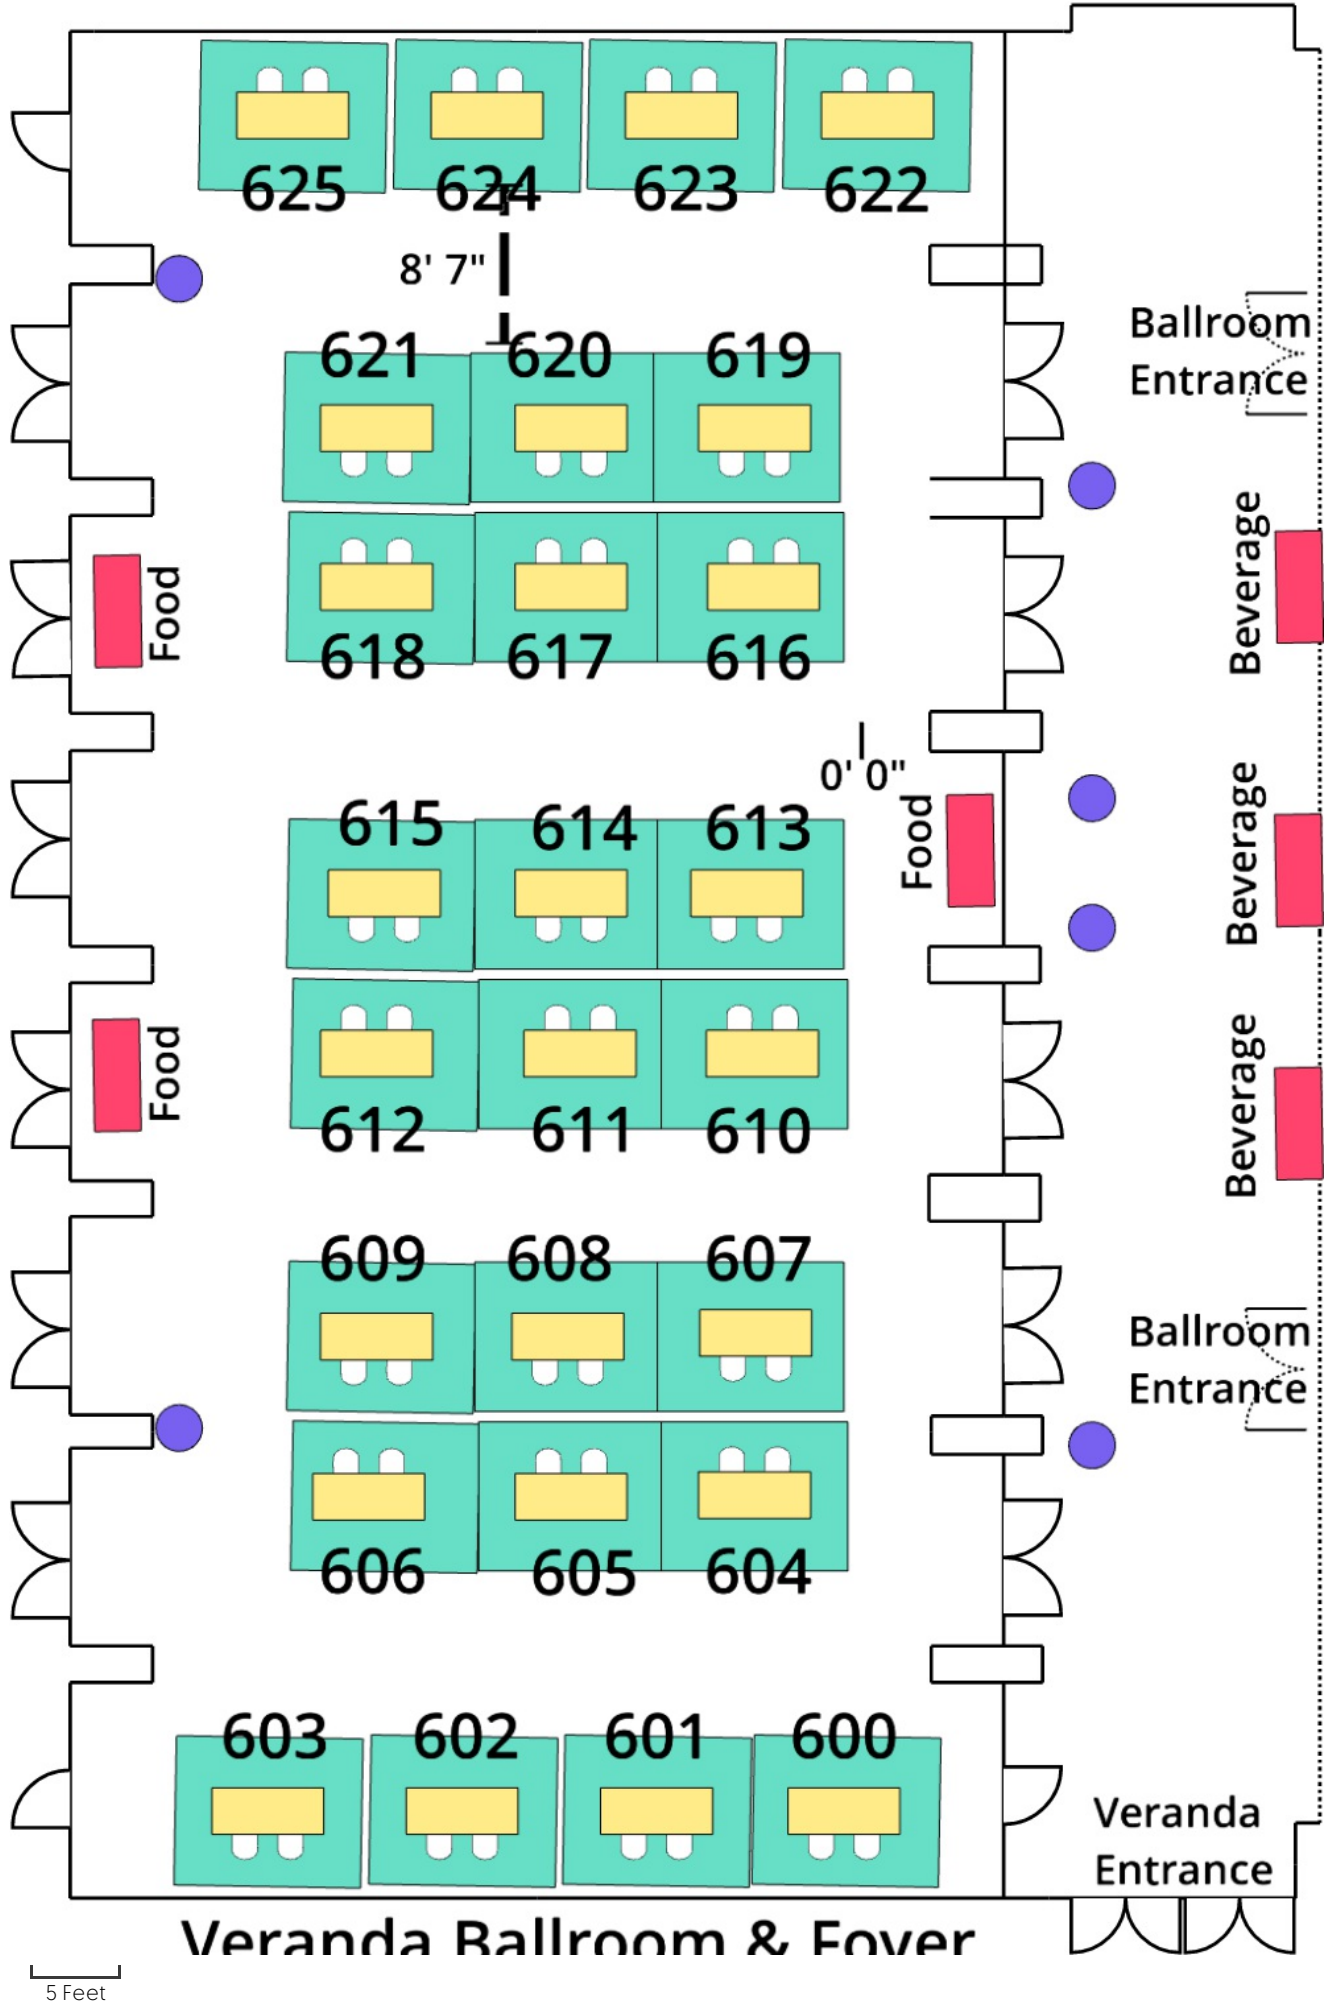 625 624 623 622
8' 7"
621 620 619
Ballroom
Entrance
618 617 616
Food
Beverage
0' 0"
615 614 613
Food
Beverage
612 611 610
Food
Beverage
609 608 607
Ballroom
Entrance
606 605 604
603 602 601 600
Veranda
Entrance
Veranda Ballroom & Foyer
5 Feet